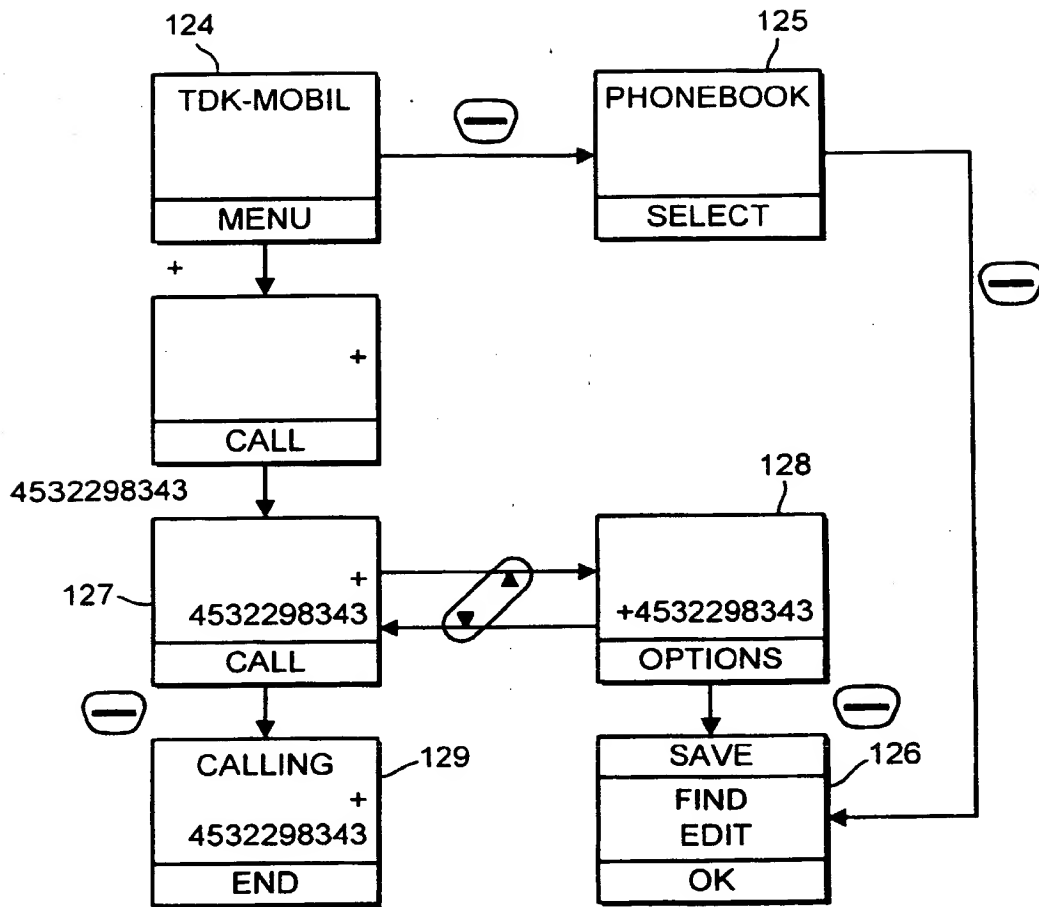 124
125
TDK-MOBIL
PHONEBOOK
MENU
SELECT
+
+
CALL
4532298343
128
127
+
4532298343
+4532298343
CALL
OPTIONS
CALLING
129
SAVE
126
+
FIND
4532298343
EDIT
END
OK